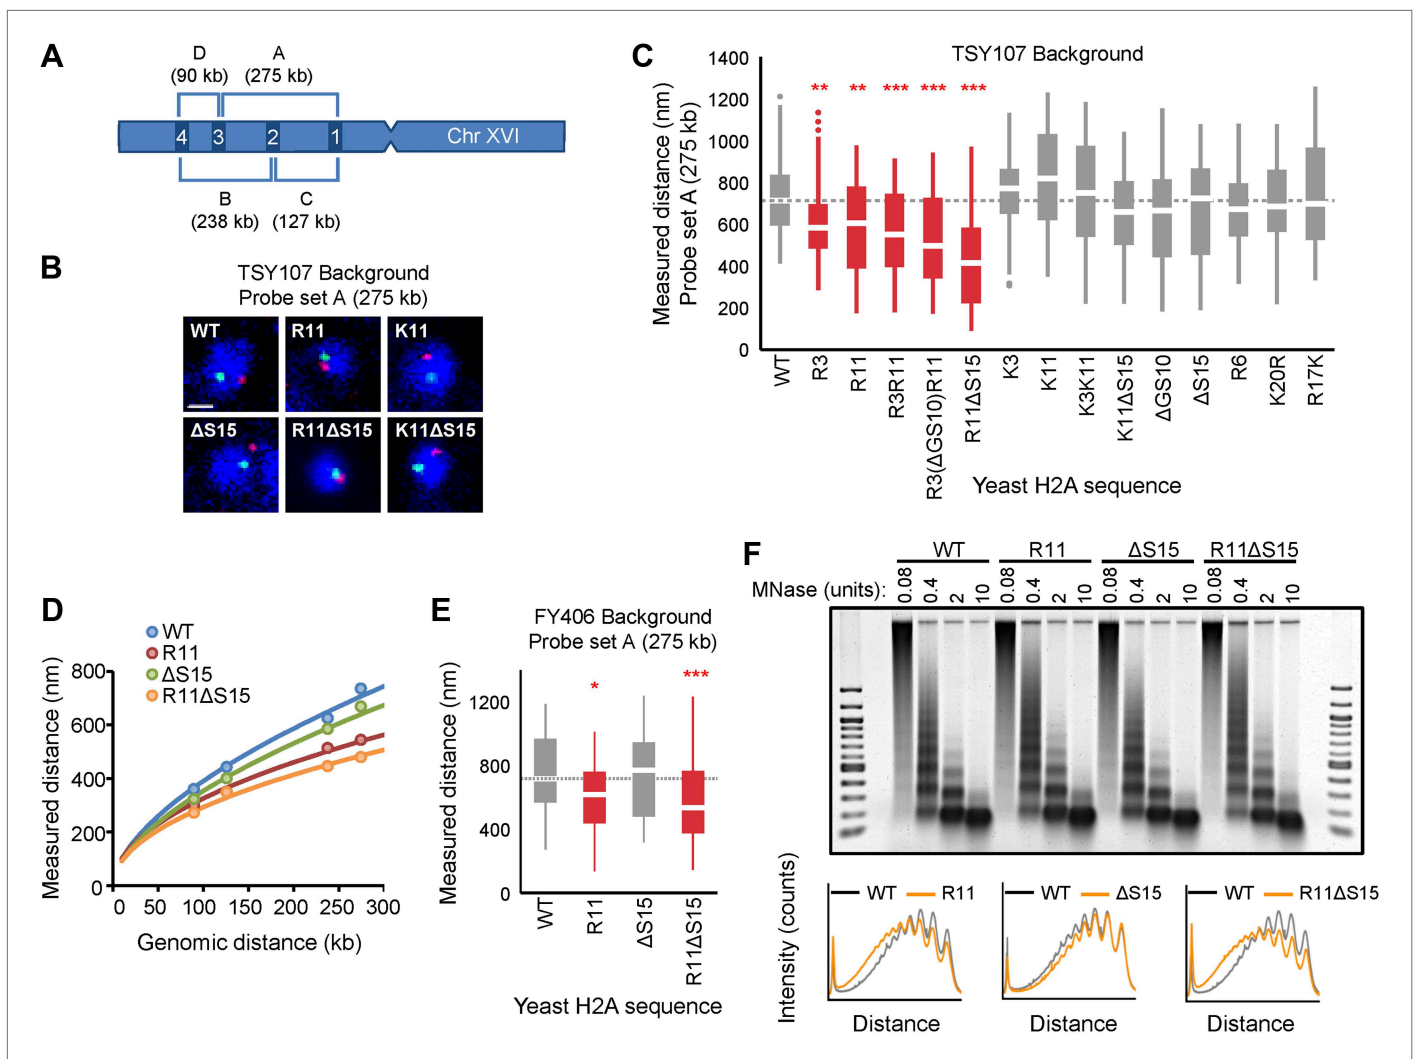 A
D
A
(90 kb)
(275 kb)
4
3
2
1
Chr XVI
B
C
(238 kb)
(127 kb)
B
TSY107 Background
Probe set A (275 kb)
WT
R11
K11
ΔS15
R11ΔS15
K11ΔS15
C
TSY107 Background
Measured distance (nm)
Probe set A (275 kb)
1400
1200
1000
800
600
400
200
0
** ** *** *** ***
WT
R3
R11
R3R11
R3(ΔGS10)R11
R11ΔS15
K3
K11
K3K11
K11ΔS15
ΔGS10
ΔS15
R6
K20R
R17K
Yeast H2A sequence
D
WT
R11
ΔS15
R11ΔS15
Measured distance (nm)
800
600
400
200
0
0 50 100 150 200 250 300
Genomic distance (kb)
E
FY406 Background
Probe set A (275 kb)
Measured distance (nm)
1200
800
400
0
* ***
WT
R11
ΔS15
R11ΔS15
Yeast H2A sequence
F
WT R11 ΔS15 R11ΔS15
MNase (units):
0.08 0.4 2 10 0.08 0.4 2 10 0.08 0.4 2 10 0.08 0.4 2 10
Intensity (counts)
WT R11
WT ΔS15
WT R11ΔS15
Distance
Distance
Distance